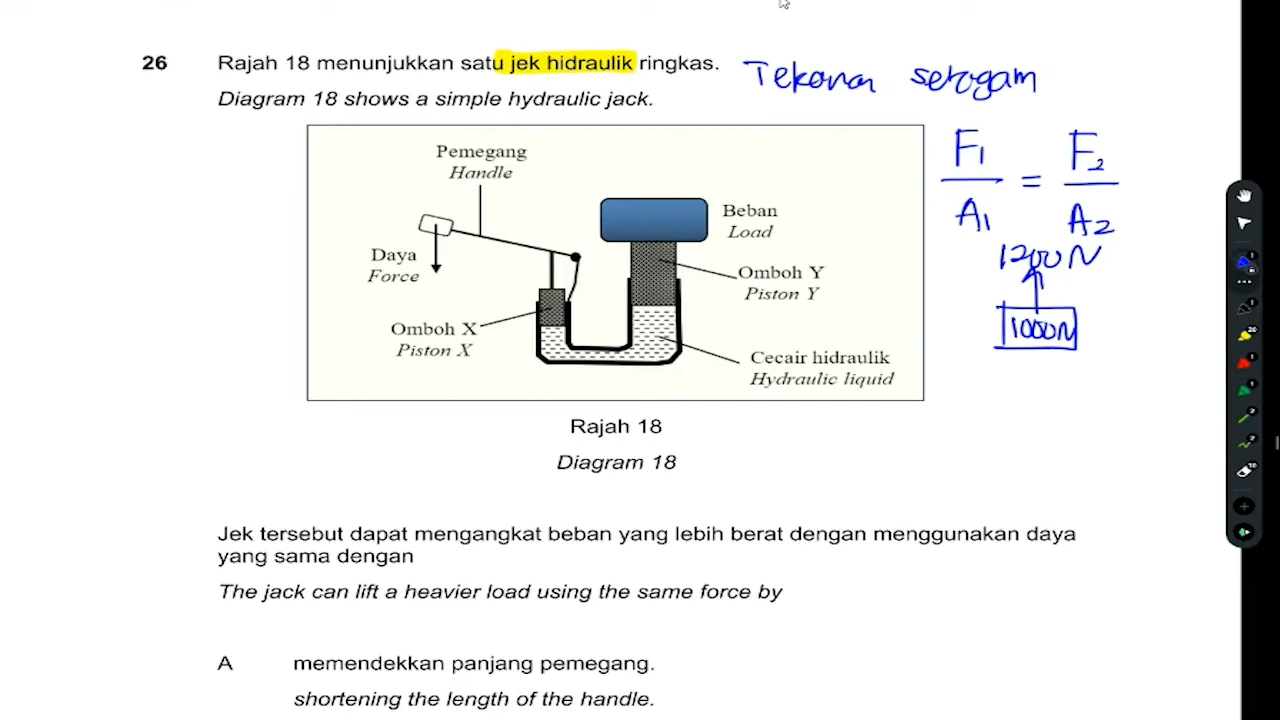 26 Rajah 18 menunjukkan satu jek hidraulik ringkas.
Diagram 18 shows a simple hydraulic jack.
Tekanan seragam
F1/A1 = F2/A2
1200N
1000N
Pemegang
Handle
Daya
Force
Beban
Load
Omboh Y
Piston Y
Omboh X
Piston X
Cecair hidraulik
Hydraulic liquid
Rajah 18
Diagram 18
Jek tersebut dapat mengangkat beban yang lebih berat dengan menggunakan daya
yang sama dengan
The jack can lift a heavier load using the same force by
A memendekkan panjang pemegang.
shortening the length of the handle.